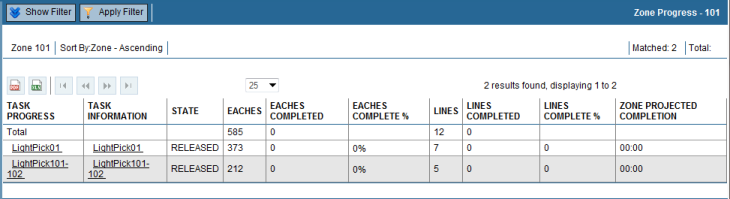 Show Filter Apply Filter Zone Progress - 101
Zone 101 Sort By:Zone - Ascending Matched: 2 Total:
25 2 results found, displaying 1 to 2
TASK PROGRESS TASK INFORMATION STATE EACHES EACHES COMPLETED EACHES COMPLETE % LINES LINES COMPLETED LINES COMPLETE % ZONE PROJECTED COMPLETION
Total 585 0 12 0
LightPick01 LightPick01 RELEASED 373 0 0% 7 0 0 00:00
LightPick101-102 LightPick101-102 RELEASED 212 0 0% 5 0 0 00:00